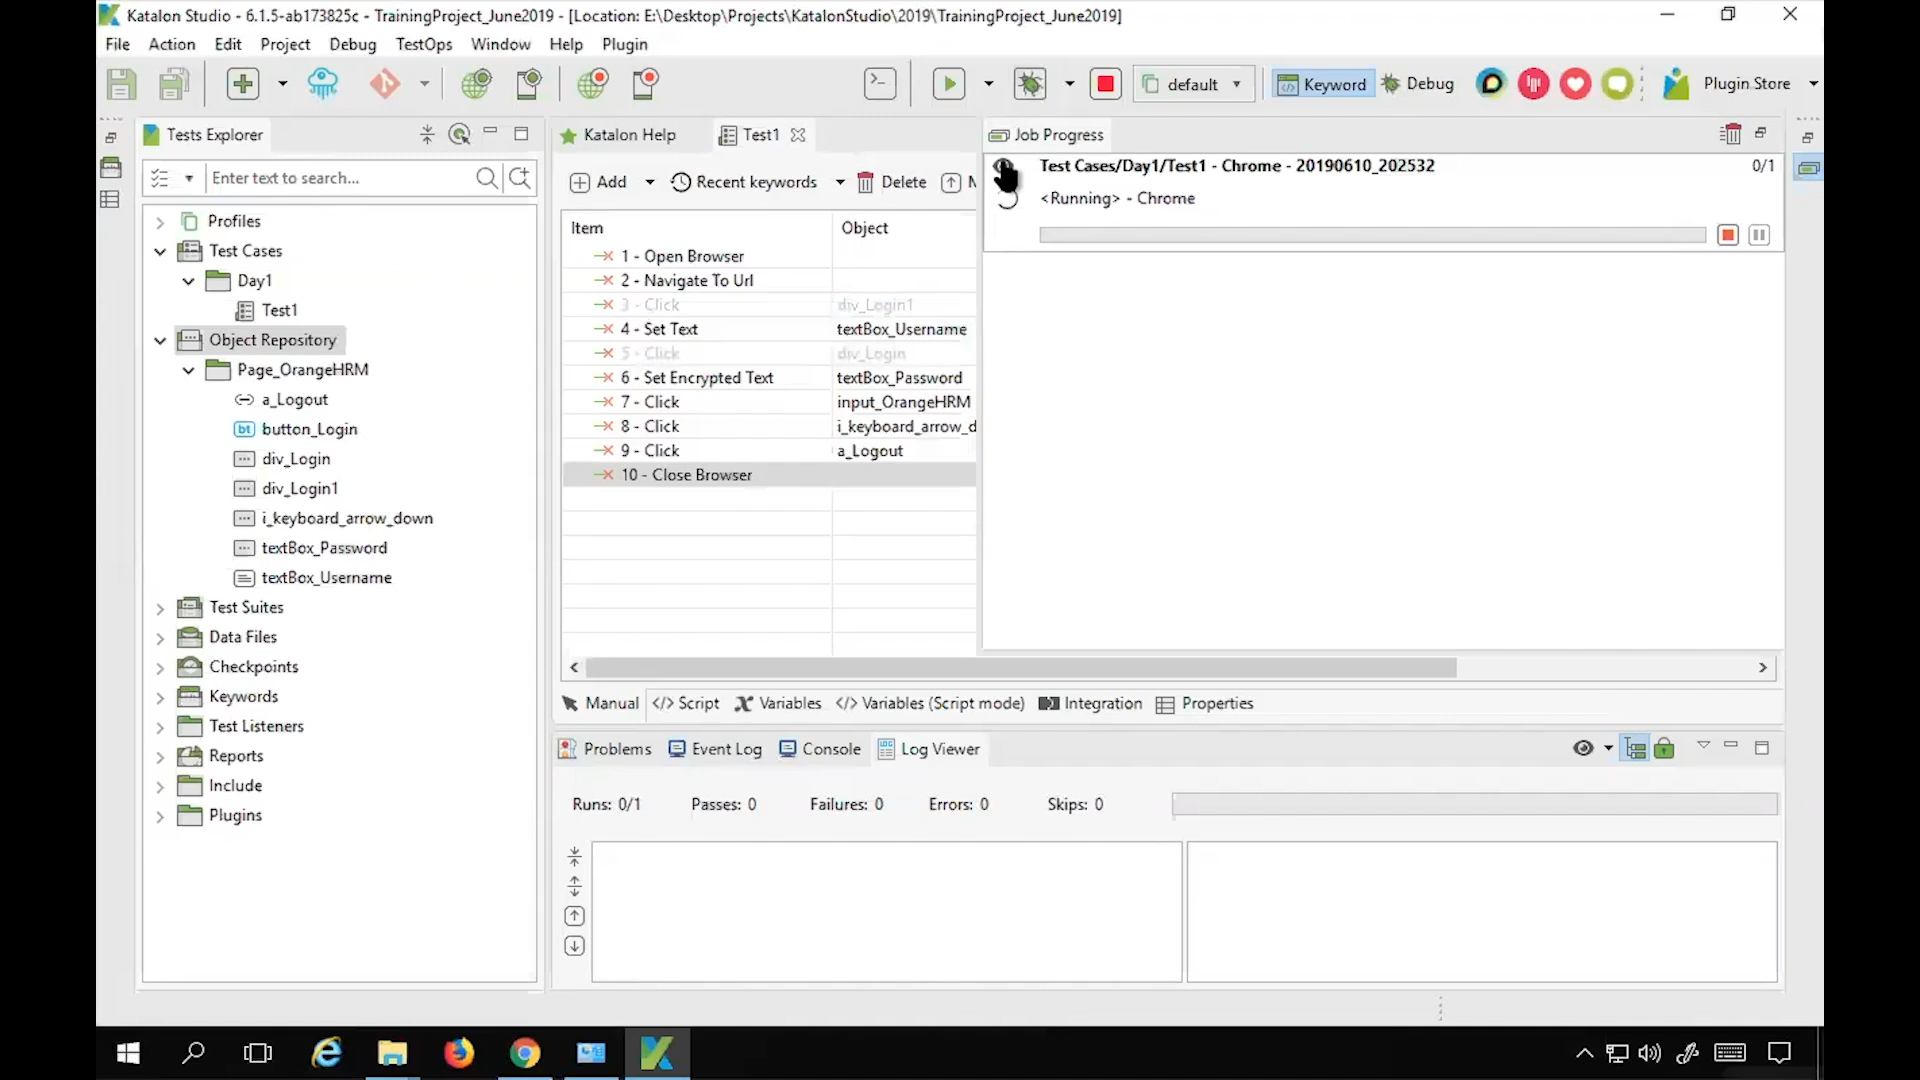 Katalon Studio - 6.1.5-ab173825c - TrainingProject_June2019 - [Location: E:\Desktop\Projects\KatalonStudio\2019\TrainingProject_June2019]
File Action Edit Project Debug TestOps Window Help Plugin
default Keyword Debug Plugin Store
Tests Explorer
Enter text to search...
Profiles
Test Cases
Day1
Test1
Object Repository
Page_OrangeHRM
a_Logout
bt button_Login
div_Login
div_Login1
i_keyboard_arrow_down
textBox_Password
textBox_Username
Test Suites
Data Files
Checkpoints
Keywords
Test Listeners
Reports
Include
Plugins
Katalon Help Test1
Add Recent keywords Delete M
Item Object
1 - Open Browser
2 - Navigate To Url
3 - Click div_Login1
4 - Set Text textBox_Username
5 - Click div_Login
6 - Set Encrypted Text textBox_Password
7 - Click input_OrangeHRM
8 - Click i_keyboard_arrow_d
9 - Click a_Logout
10 - Close Browser
Job Progress
Test Cases/Day1/Test1 - Chrome - 20190610_202532 0/1
<Running> - Chrome
Manual </> Script Variables </> Variables (Script mode) Integration Properties
Problems Event Log Console Log Viewer
Runs: 0/1 Passes: 0 Failures: 0 Errors: 0 Skips: 0